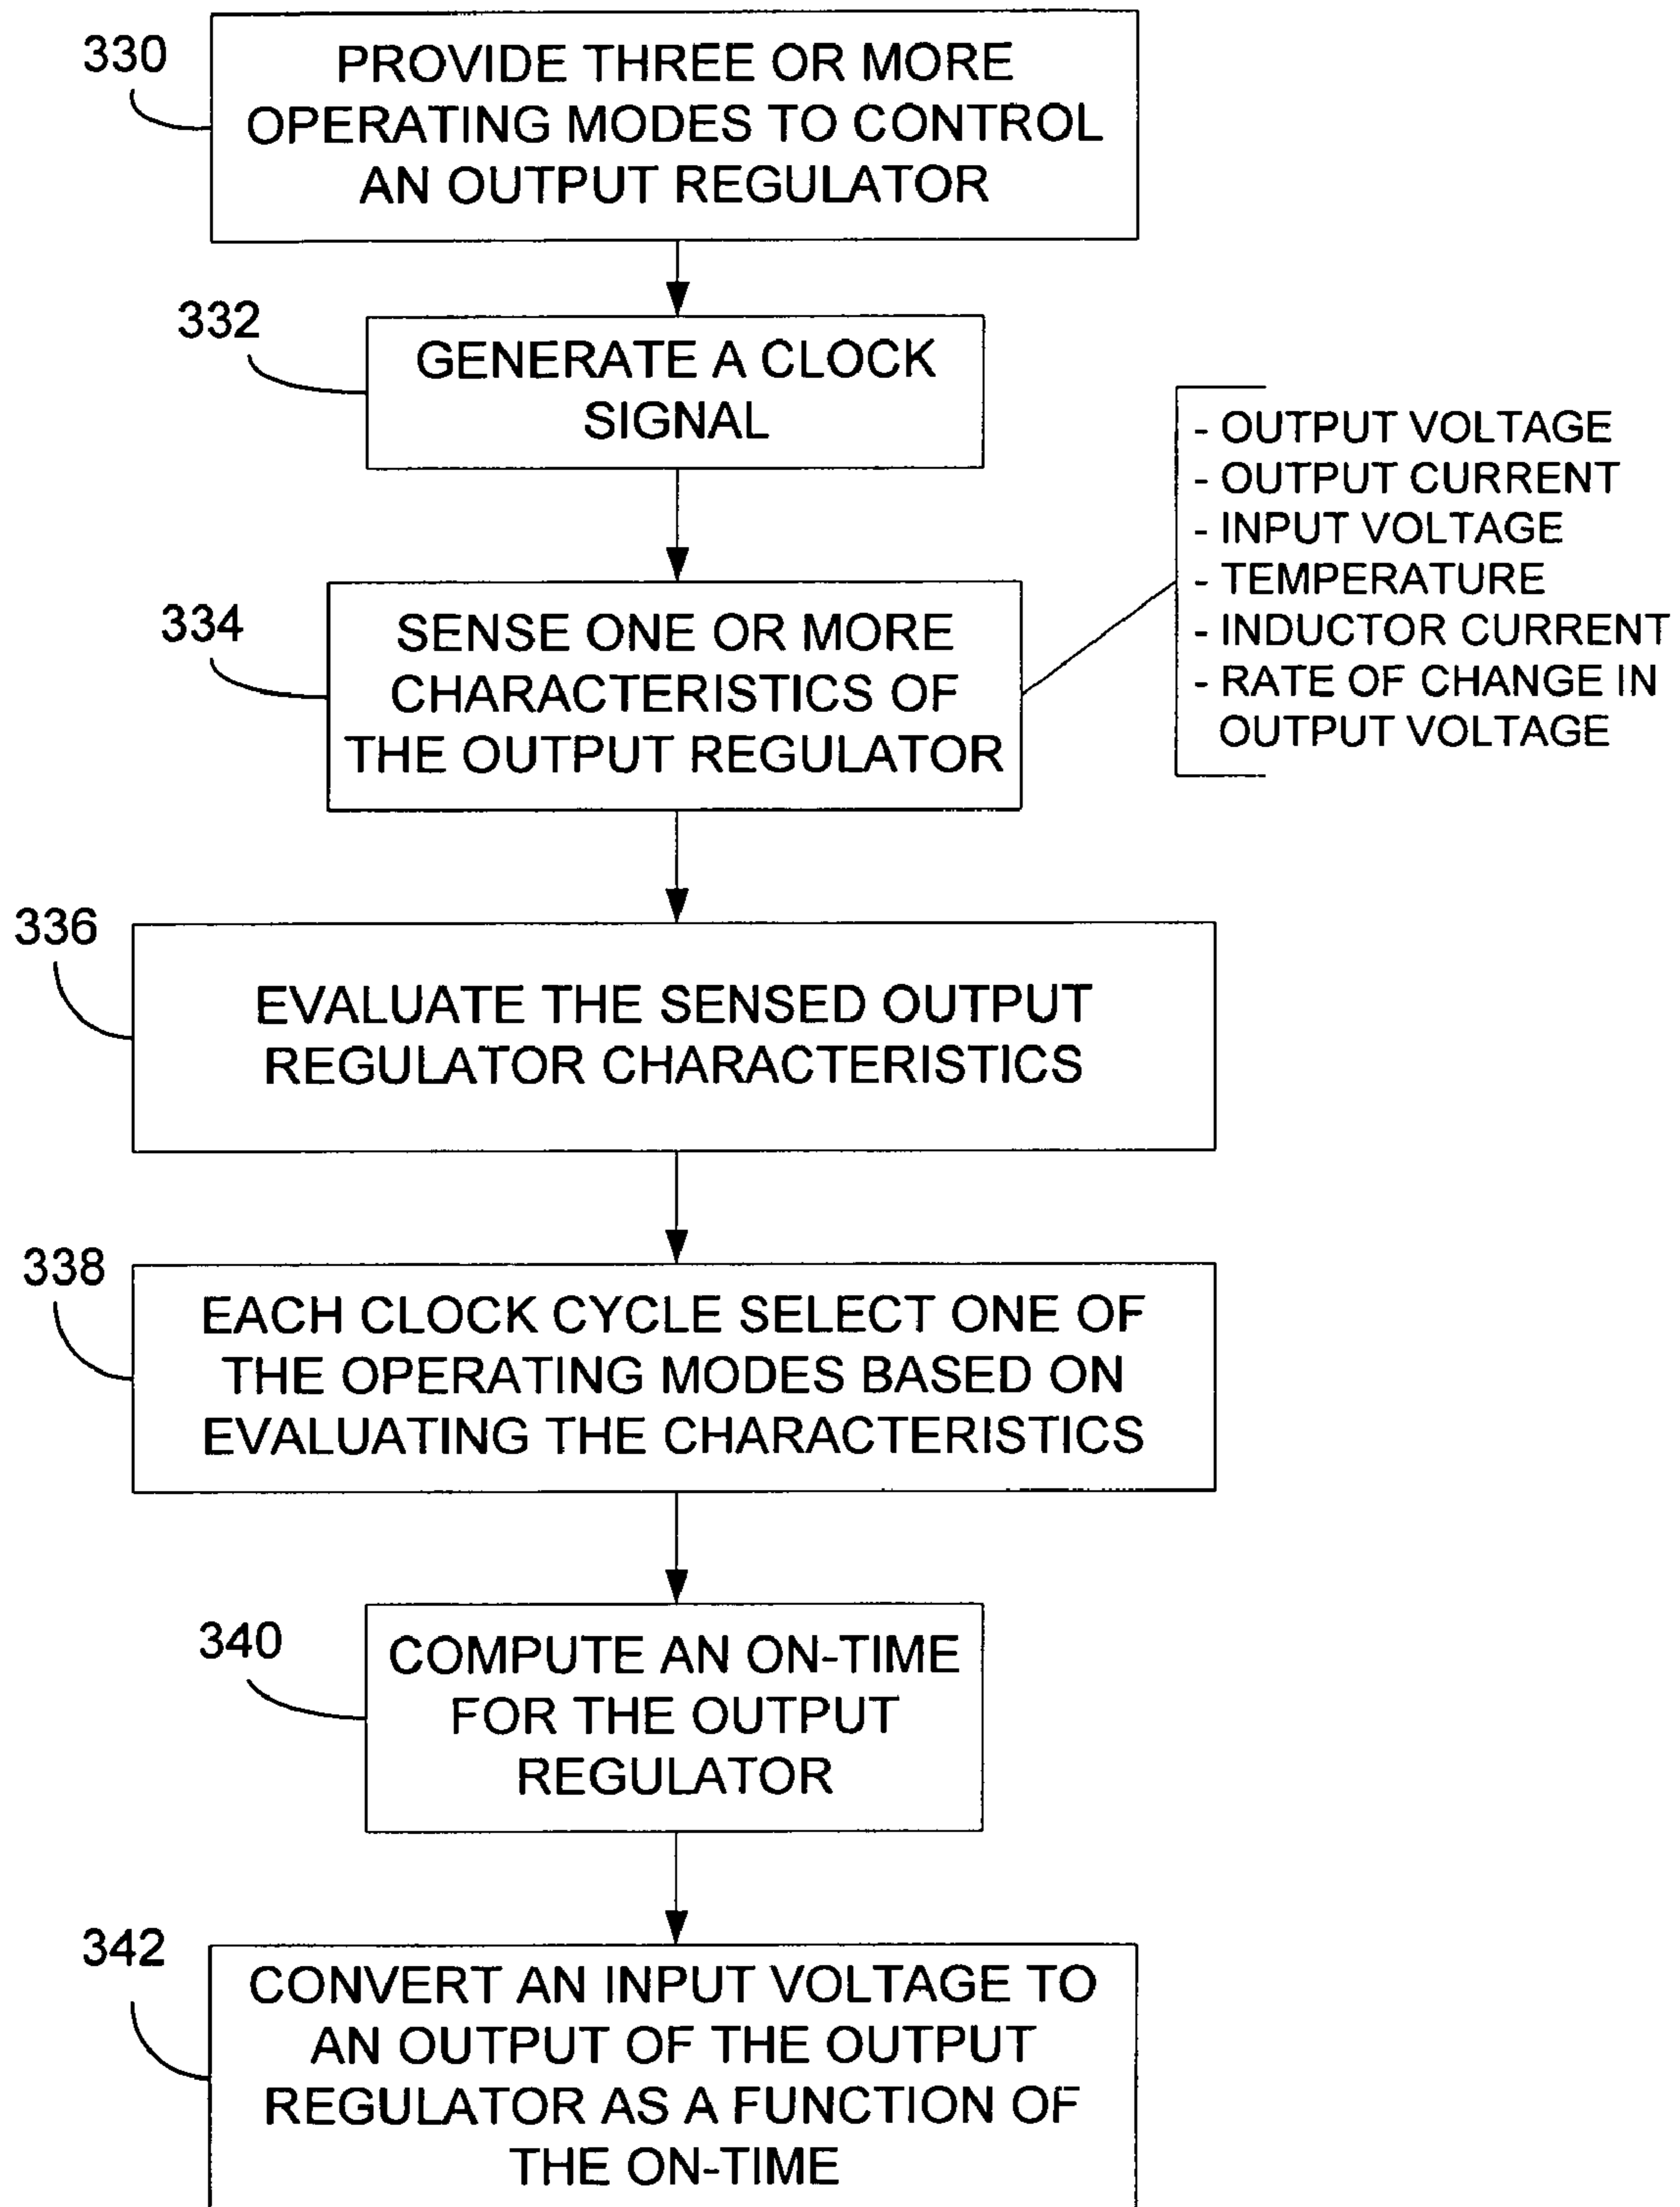 330
PROVIDE THREE OR MORE
OPERATING MODES TO CONTROL
AN OUTPUT REGULATOR
332
GENERATE A CLOCK
SIGNAL
334
SENSE ONE OR MORE
CHARACTERISTICS OF
THE OUTPUT REGULATOR
- OUTPUT VOLTAGE
- OUTPUT CURRENT
- INPUT VOLTAGE
- TEMPERATURE
- INDUCTOR CURRENT
- RATE OF CHANGE IN
OUTPUT VOLTAGE
336
EVALUATE THE SENSED OUTPUT
REGULATOR CHARACTERISTICS
338
EACH CLOCK CYCLE SELECT ONE OF
THE OPERATING MODES BASED ON
EVALUATING THE CHARACTERISTICS
340
COMPUTE AN ON-TIME
FOR THE OUTPUT
REGULATOR
342
CONVERT AN INPUT VOLTAGE TO
AN OUTPUT OF THE OUTPUT
REGULATOR AS A FUNCTION OF
THE ON-TIME